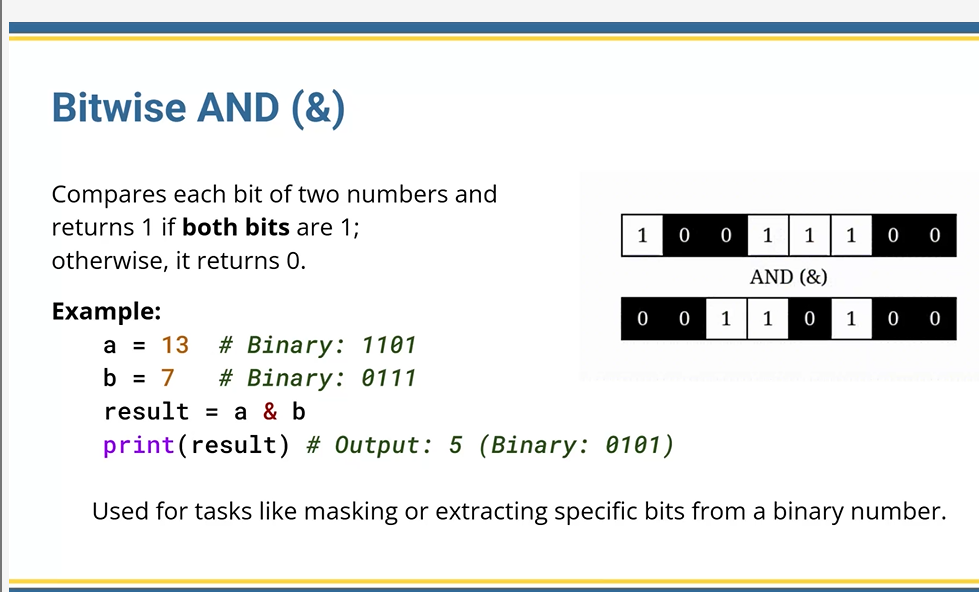 Bitwise AND (&)
Compares each bit of two numbers and
returns 1 if both bits are 1;
otherwise, it returns 0.
Example:
a = 13  # Binary: 1101
b = 7   # Binary: 0111
result = a & b
print(result) # Output: 5 (Binary: 0101)
1 0 0 1 1 1 0 0
AND (&)
0 0 1 1 0 1 0 0
Used for tasks like masking or extracting specific bits from a binary number.